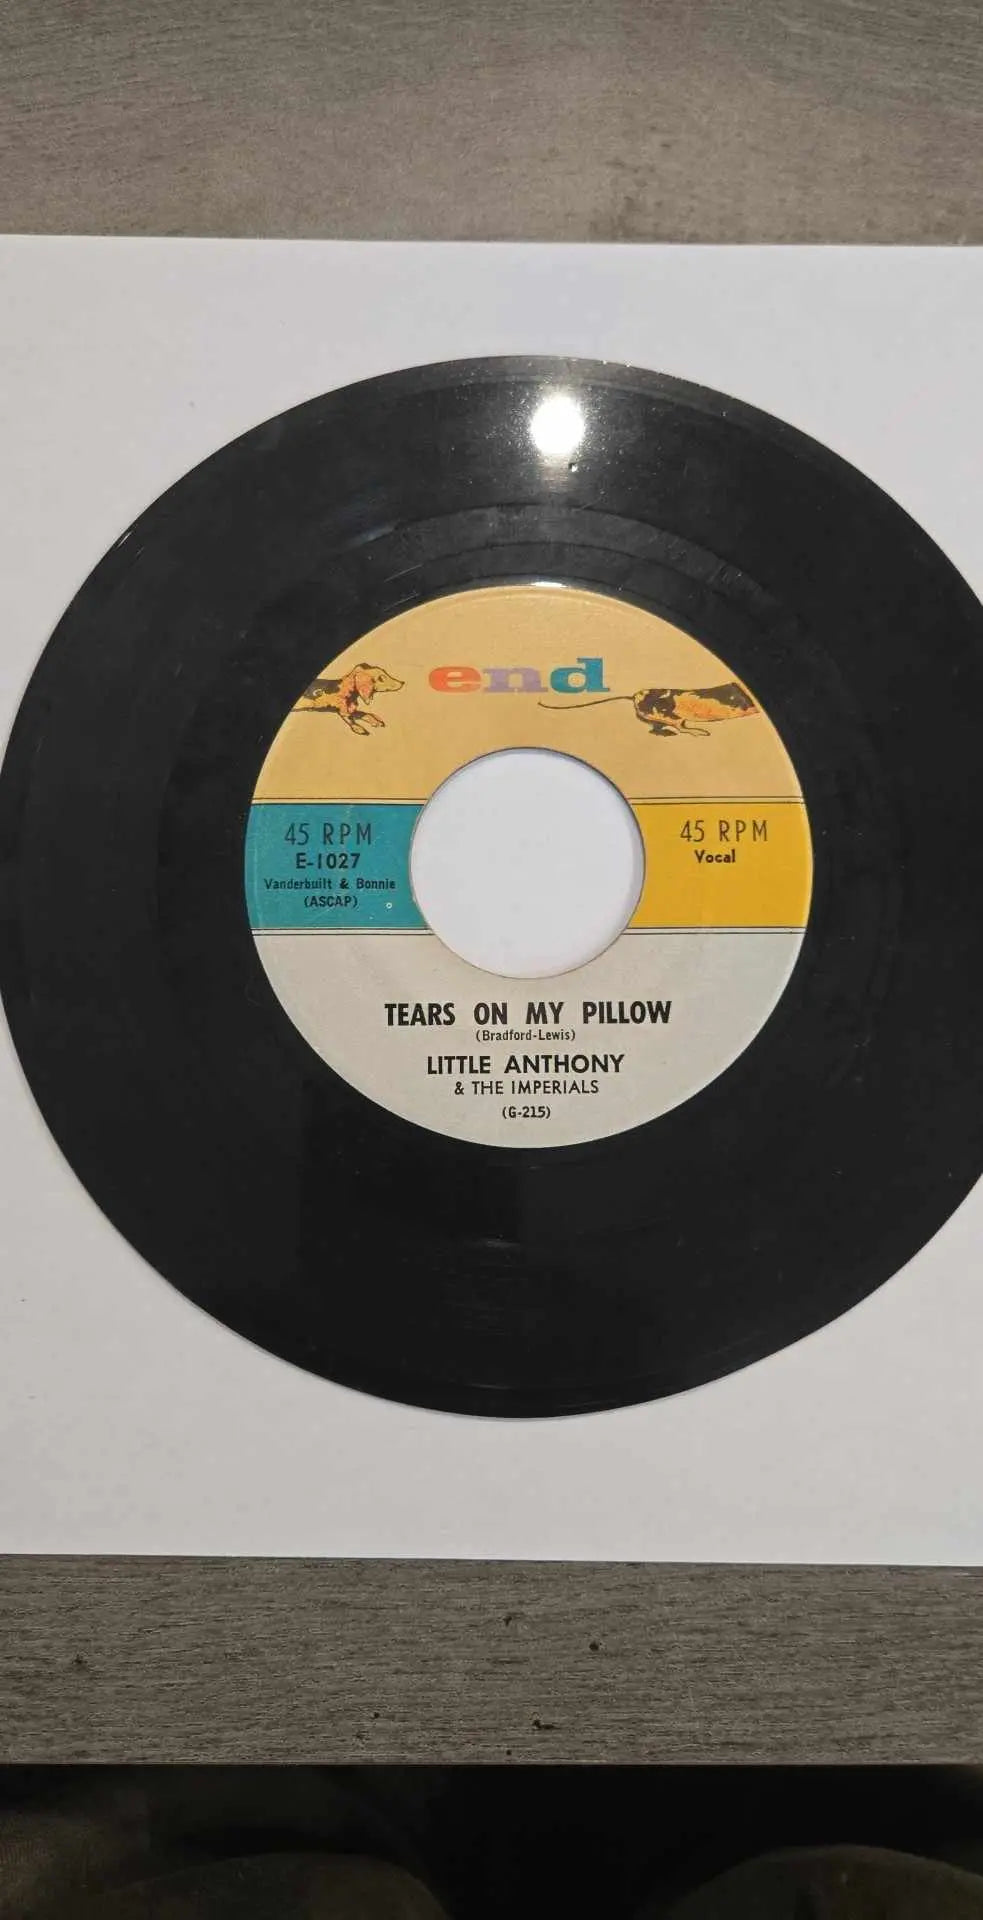 end
45 RPM
E-1027
Vanderbuilt & Bonnie
(ASCAP)
45 RPM
Vocal
TEARS ON MY PILLOW
(Bradford-Lewis)
LITTLE ANTHONY
& THE IMPERIALS
(G-215)